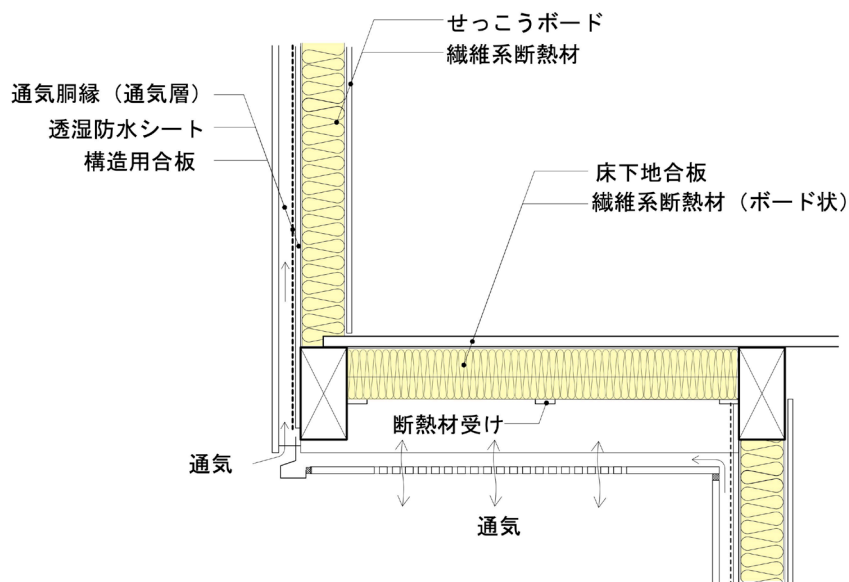 せっこうボード
繊維系断熱材
通気胴縁（通気層）
透湿防水シート
構造用合板
床下地合板
繊維系断熱材（ボード状）
断熱材受け
通気
通気